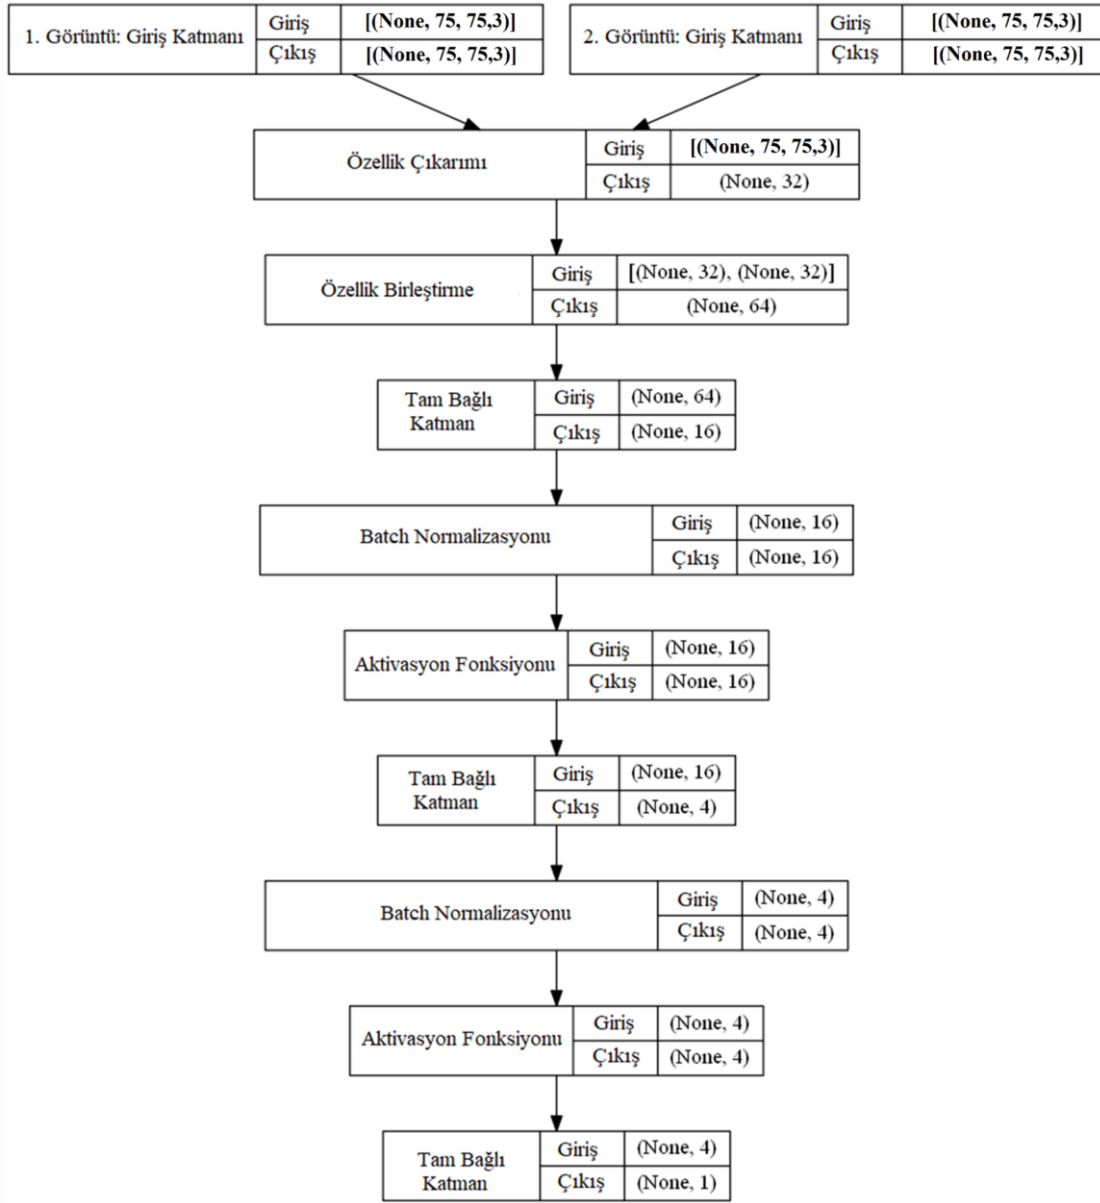 1. Görüntü: Giriş Katmanı
Giriş
[(None, 75, 75,3)]
Çıkış
[(None, 75, 75,3)]
2. Görüntü: Giriş Katmanı
Giriş
[(None, 75, 75,3)]
Çıkış
[(None, 75, 75,3)]
Özellik Çıkarımı
Giriş
[(None, 75, 75,3)]
Çıkış
(None, 32)
Özellik Birleştirme
Giriş
[(None, 32), (None, 32)]
Çıkış
(None, 64)
Tam Bağlı
Katman
Giriş
(None, 64)
Çıkış
(None, 16)
Batch Normalizasyonu
Giriş
(None, 16)
Çıkış
(None, 16)
Aktivasyon Fonksiyonu
Giriş
(None, 16)
Çıkış
(None, 16)
Tam Bağlı
Katman
Giriş
(None, 16)
Çıkış
(None, 4)
Batch Normalizasyonu
Giriş
(None, 4)
Çıkış
(None, 4)
Aktivasyon Fonksiyonu
Giriş
(None, 4)
Çıkış
(None, 4)
Tam Bağlı
Katman
Giriş
(None, 4)
Çıkış
(None, 1)